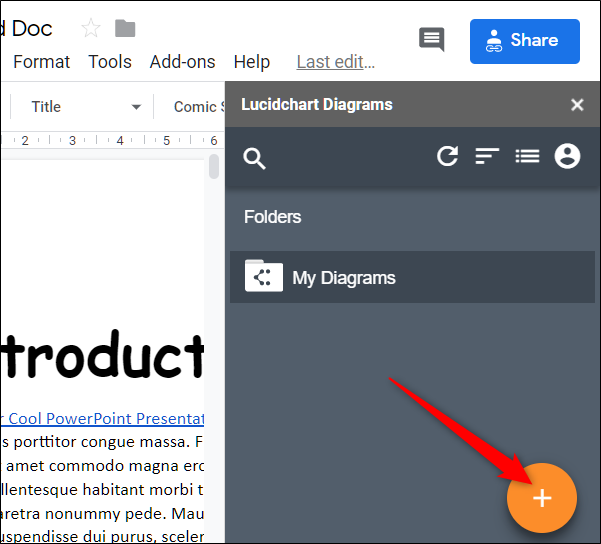 d Doc
Share
Format Tools Add-ons Help Last edit...
Title Comic S
2 3 4 5 6
Lucidchart Diagrams
Folders
My Diagrams
troduct
r Cool PowerPoint Presentat
s porttitor congue massa. F
amet commodo magna ero
llentesque habitant morbi t
aretra nonummy pede. Mau
uspendisse dui purus, sceler